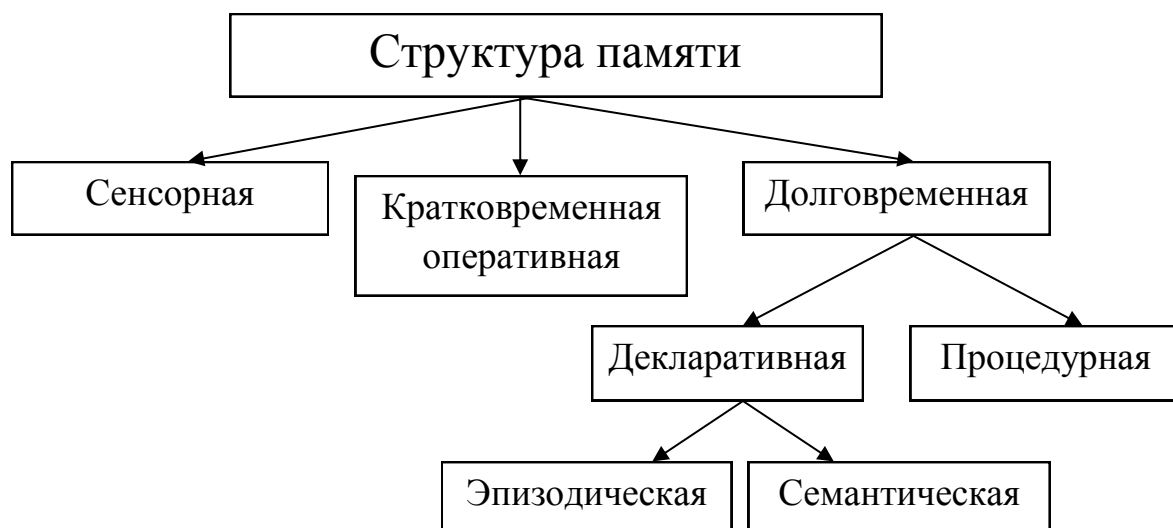 Структура памяти
Сенсорная
Кратковременная
оперативная
Долговременная
Декларативная
Процедурная
Эпизодическая
Семантическая